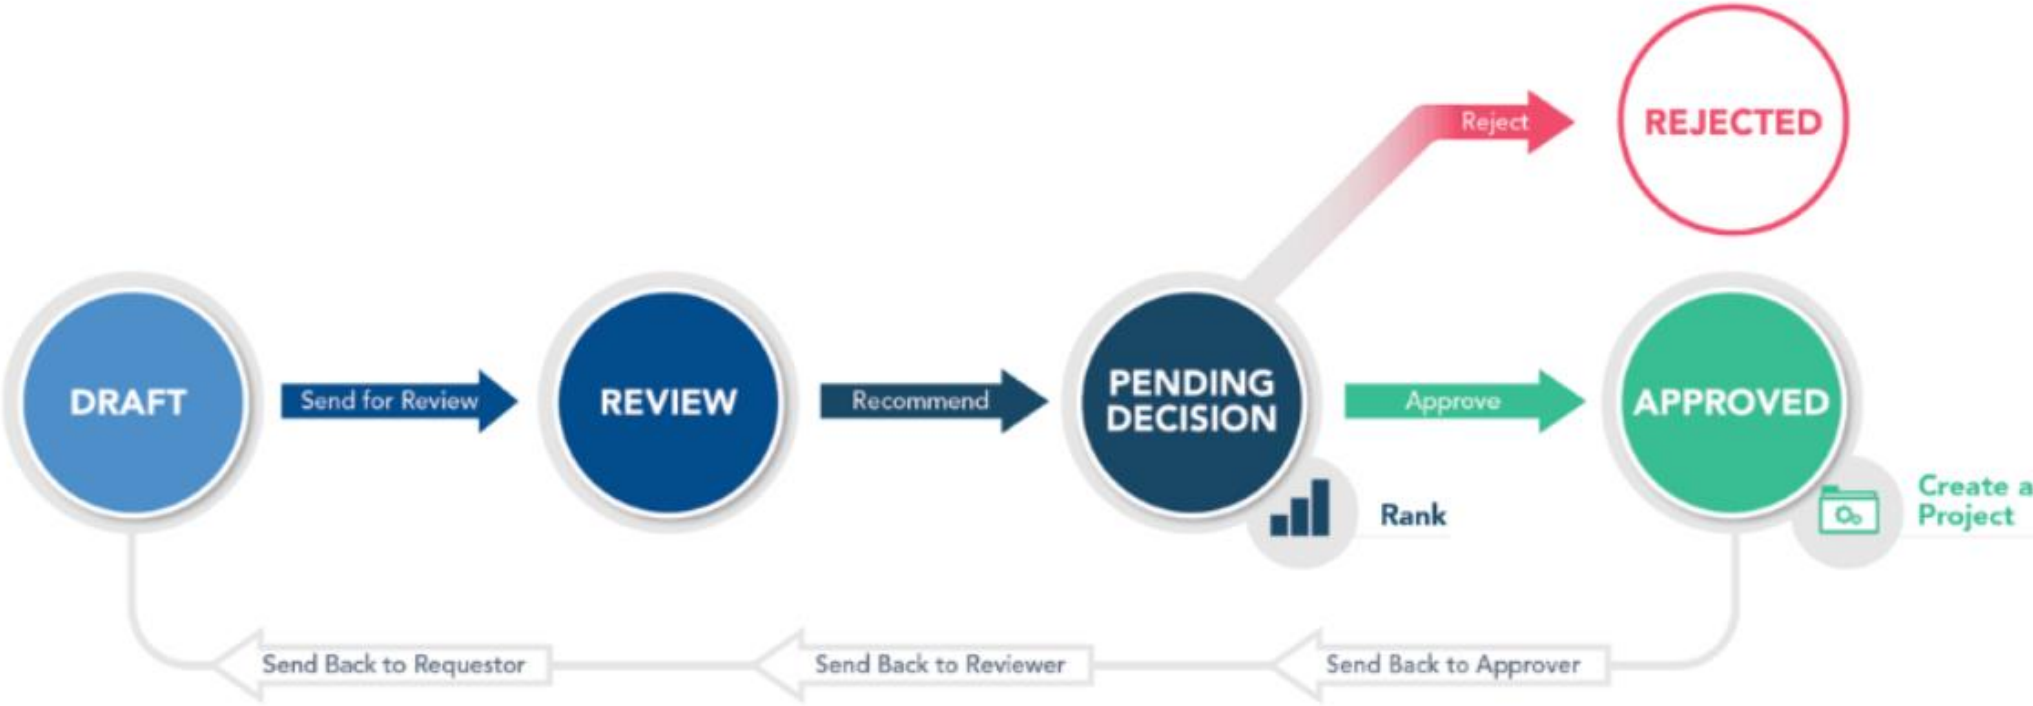 Reject
REJECTED
DRAFT
Send for Review
REVIEW
Recommend
PENDING
DECISION
Approve
APPROVED
Rank
Create a
Project
Send Back to Requestor
Send Back to Reviewer
Send Back to Approver